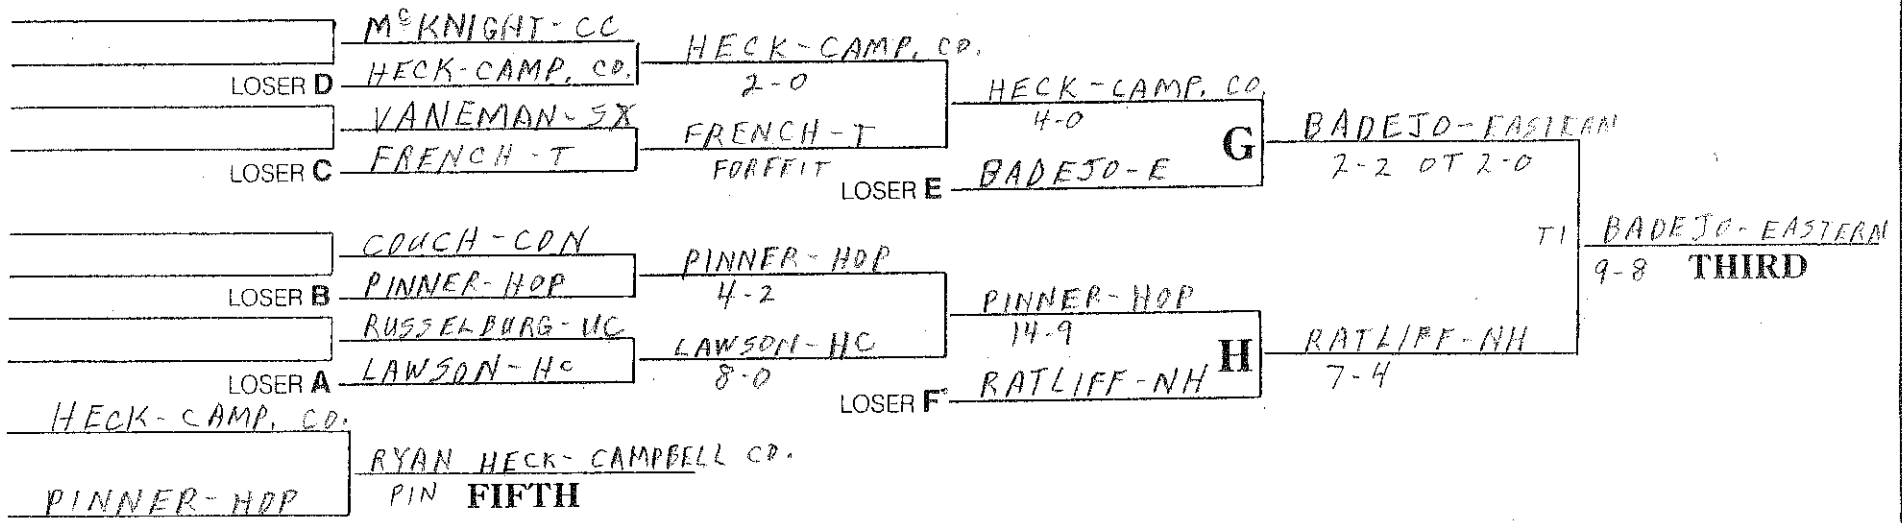 McKNIGHT-CC
LOSER D HECK-CAMP. CO.
HECK-CAMP. CO.
2-0
VANEMAN-SX
LOSER C FRENCH-T
FRENCH-T
FORFFIT
HECK-CAMP. CO.
4-0
LOSER E BADEJO-E
G
BADEJO-EASTERN
2-2 OT 2-0
COUCH-CON
LOSER B PINNER-HOP
PINNER-HOP
4-2
RUSSELBURG-UC
LOSER A LAWSON-HC
LAWSON-HC
8-0
PINNER-HOP
14-9
LOSER F RATLIFF-NH
H
RATLIFF-NH
7-4
T1 BADEJO-EASTERN
9-8 THIRD
HECK-CAMP. CO.
PINNER-HOP
RYAN HECK-CAMPBELL CO.
PIN FIFTH